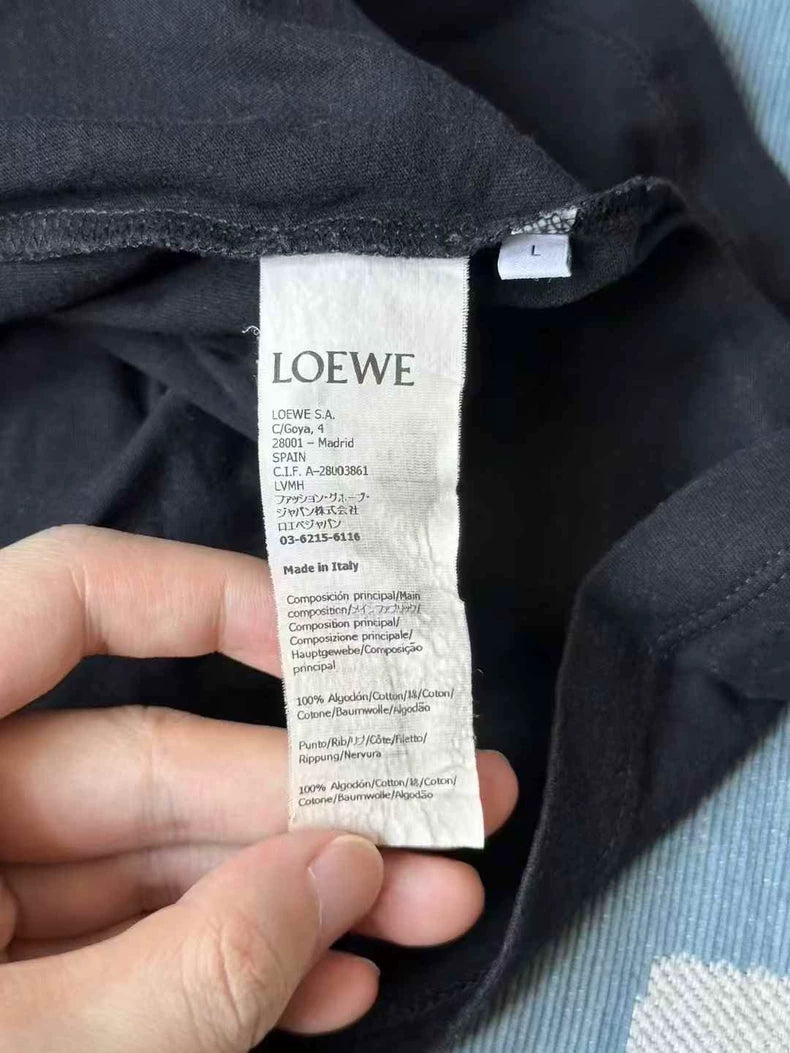 L
LOEWE
LOEWE S.A.
C/Goya, 4
28001 – Madrid
SPAIN
C.I.F. A-28003861
LVMH
ファッション・グループ・
ジャパン株式会社
ロエベジャパン
03-6215-6116
Made in Italy
Composición principal/Main
composition/メインファブリック/
Composition principal/
Composizione principale/
Hauptgewebe/Composição
principal
100% Algodón/Cotton/綿/Coton/
Cotone/Baumwolle/Algodão
Punto/Rib/リブ/Côte/Filetto/
Rippung/Nervura
100% Algodón/Cotton/綿/Coton/
Cotone/Baumwolle/Algodão